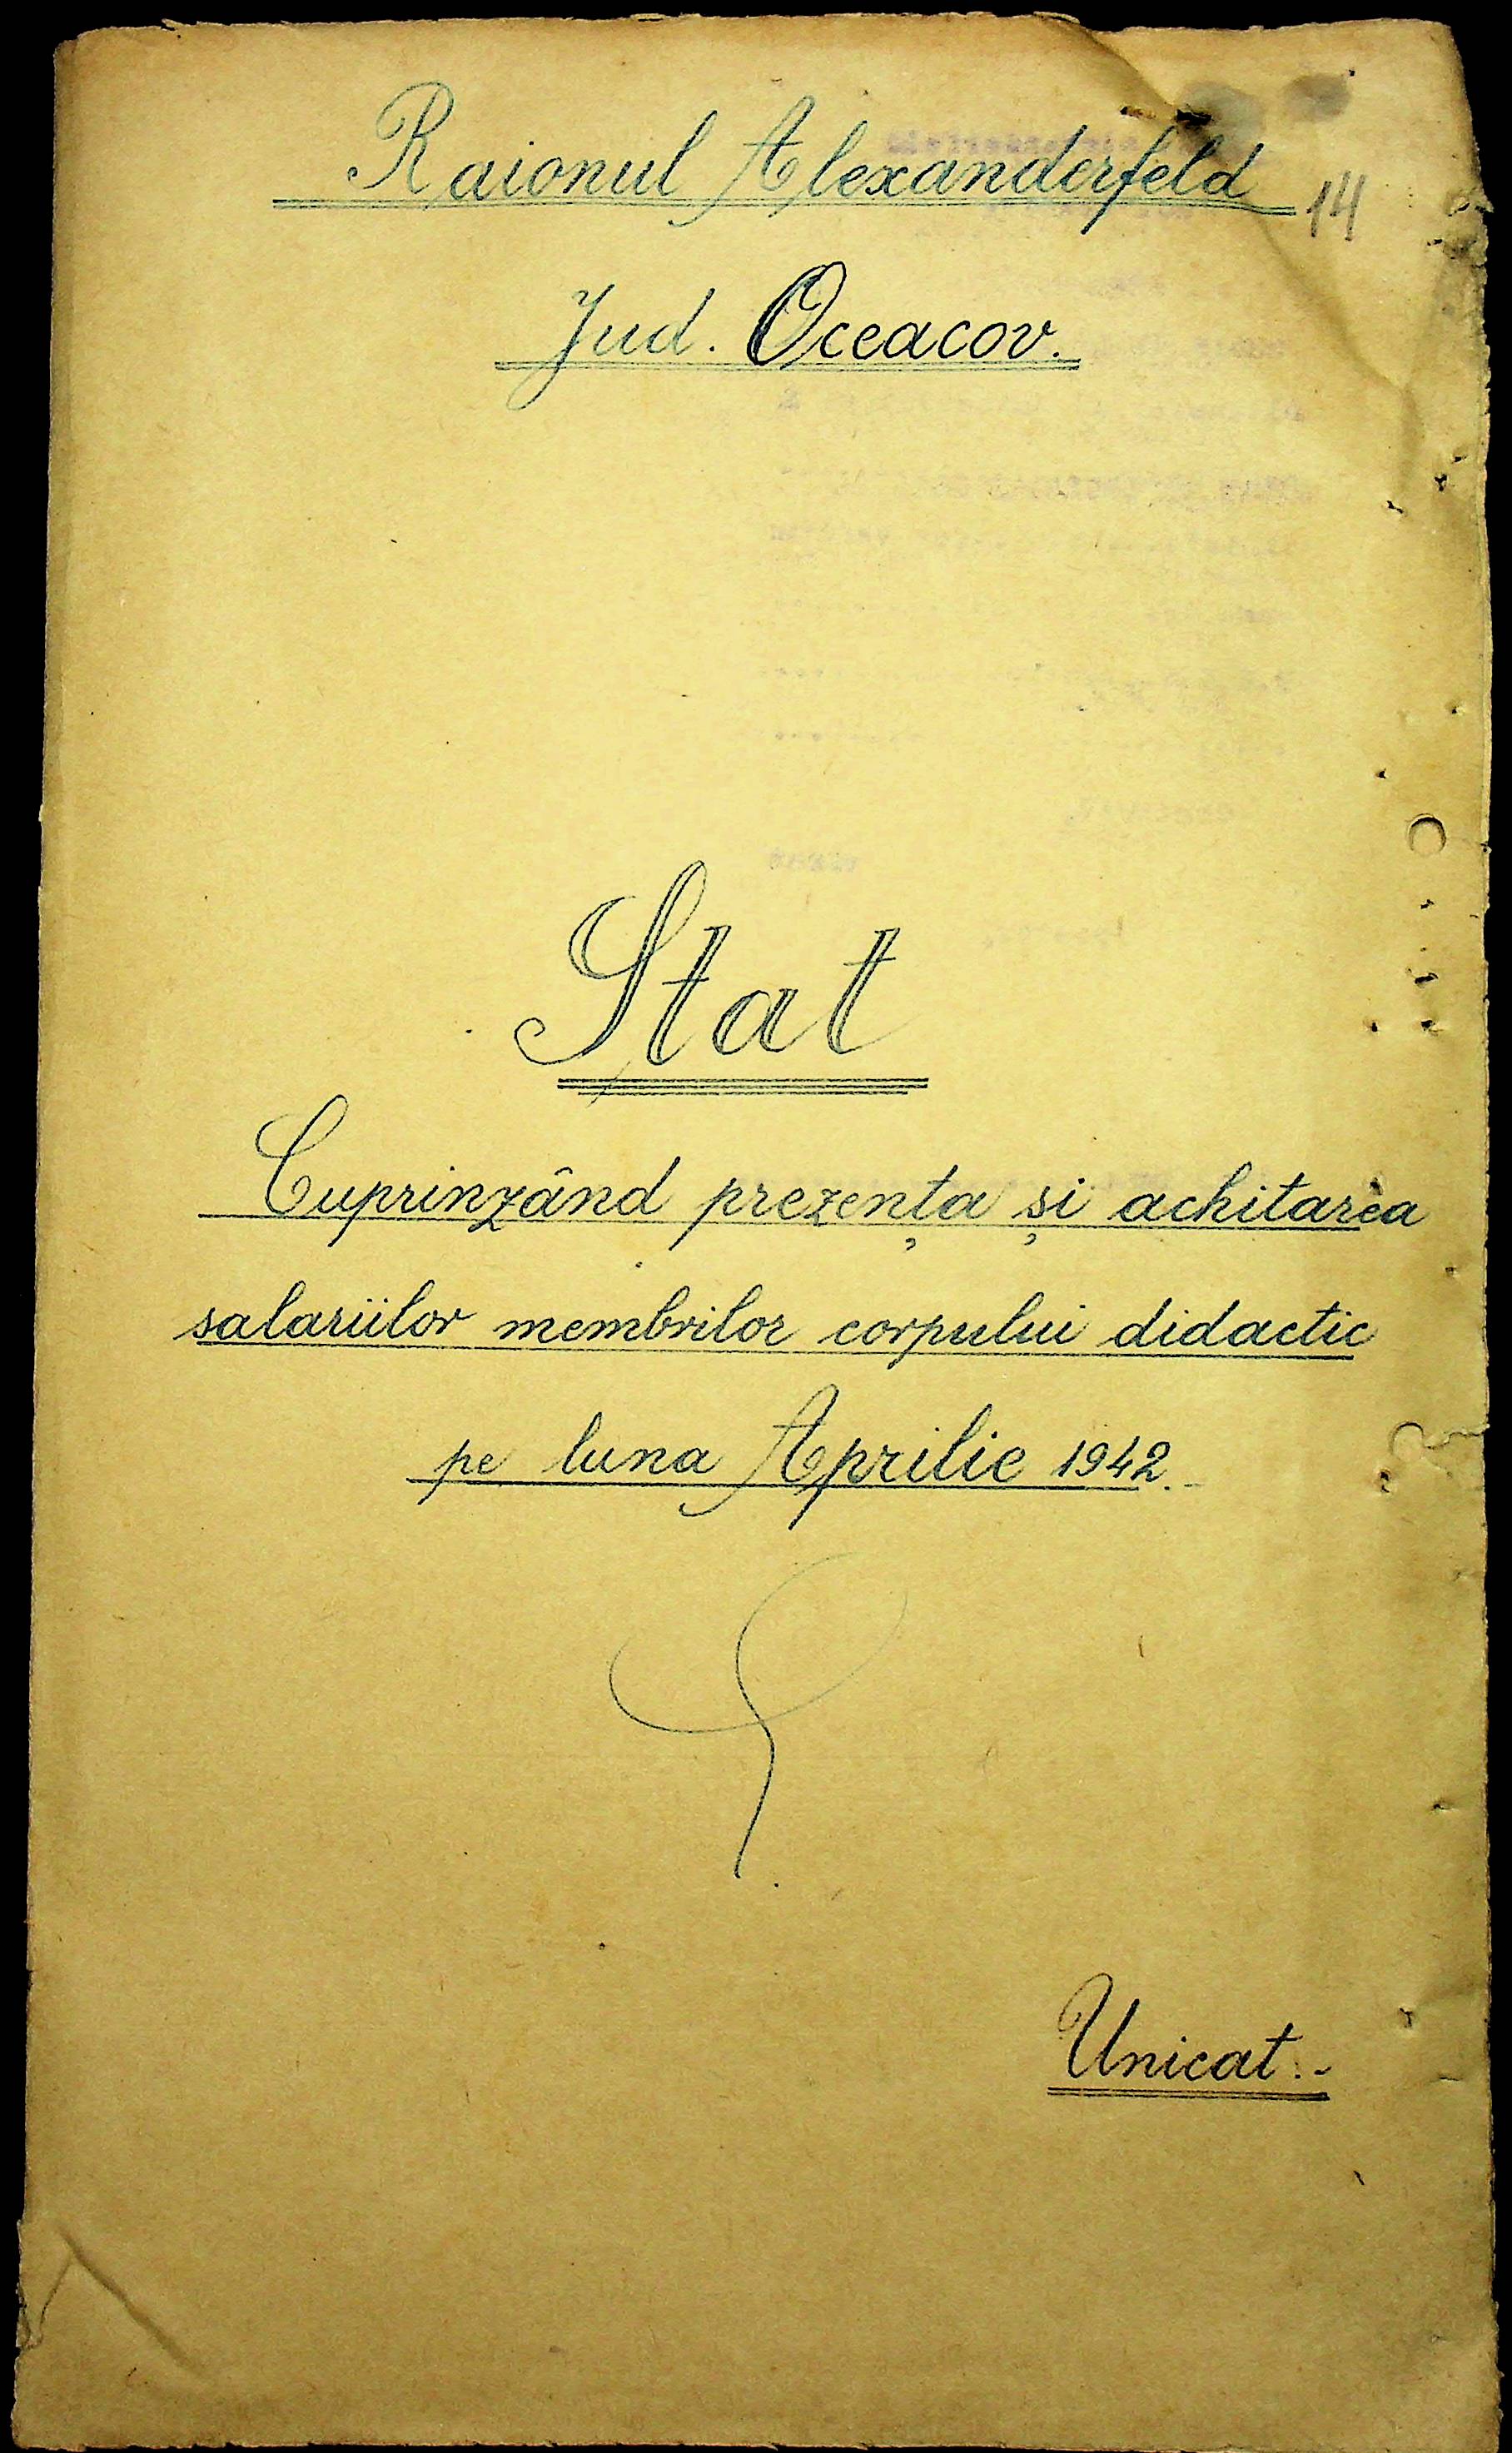 Raionul Alexanderfeld 14
Jud. Oceacov.
Stat
Cuprinzând prezența și achitarea
salariilor membrilor corpului didactic
pe luna Aprilie 1942.-
Unicat.-